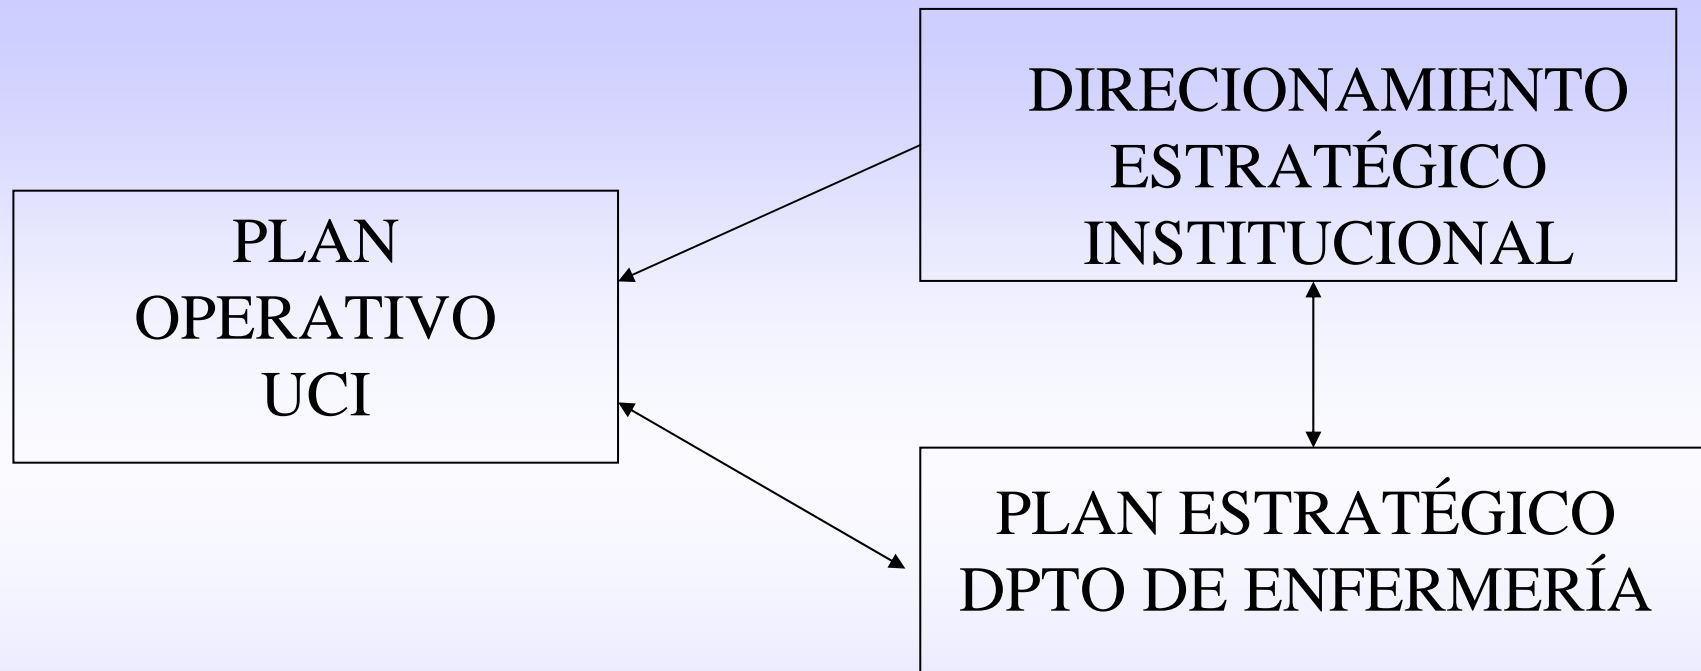 DIRECIONAMIENTO
ESTRATÉGICO
INSTITUCIONAL
PLAN
OPERATIVO
UCI
PLAN ESTRATÉGICO
DPTO DE ENFERMERÍA